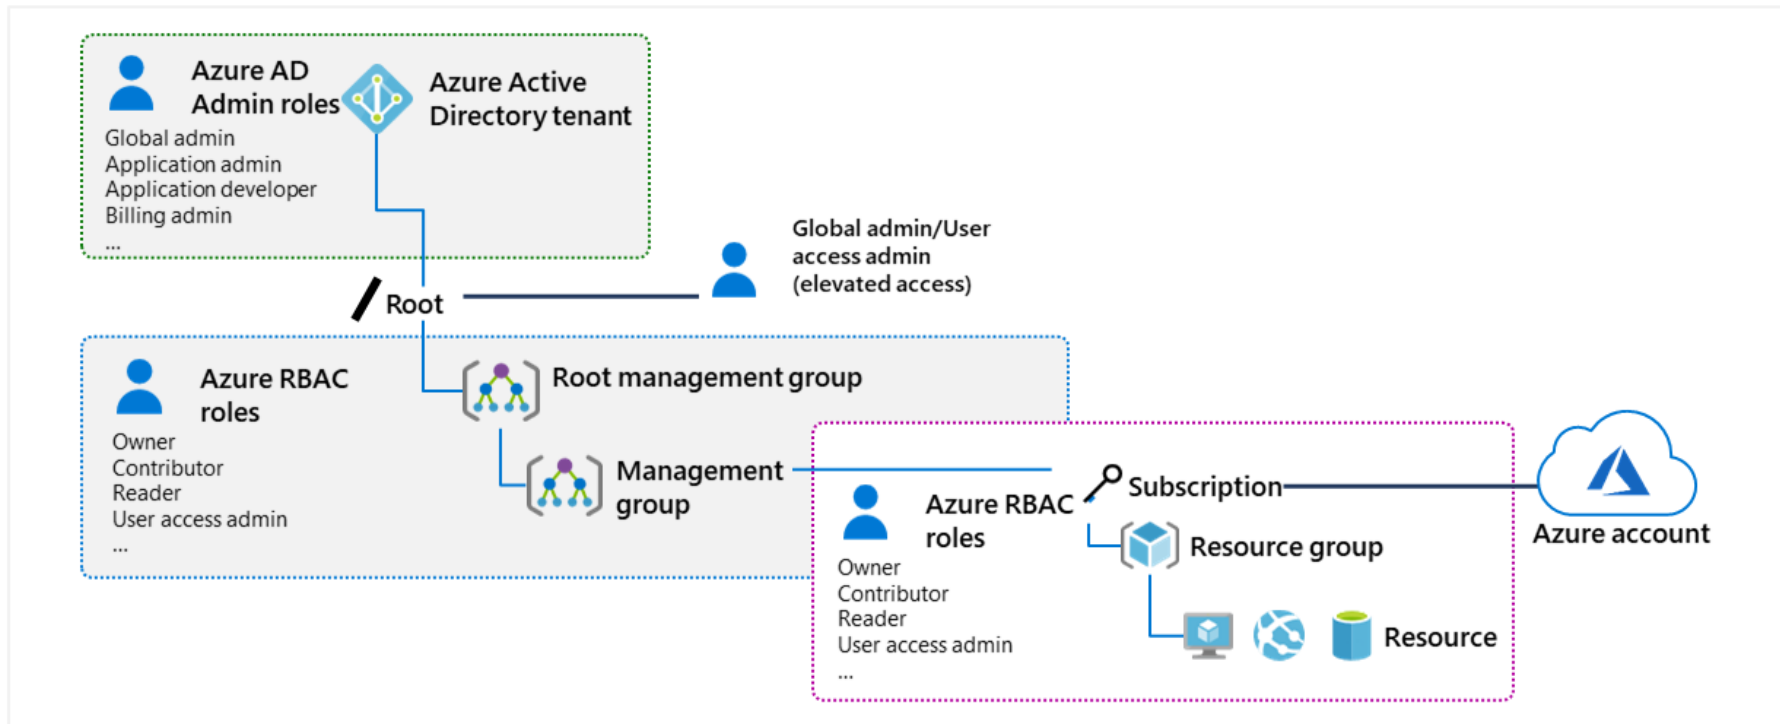 Azure AD
Admin roles
Global admin
Application admin
Application developer
Billing admin
...
Azure Active
Directory tenant
Global admin/User
access admin
(elevated access)
Root
Azure RBAC
roles
Owner
Contributor
Reader
User access admin
...
Root management group
Management
group
Azure RBAC
roles
Owner
Contributor
Reader
User access admin
...
Subscription
Resource group
Resource
Azure account